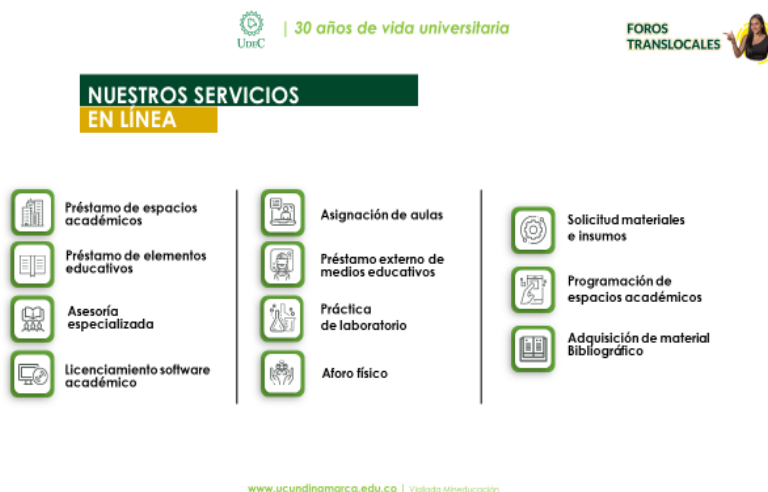 UDEC
| 30 años de vida universitaria
FOROS
TRANSLOCALES
NUESTROS SERVICIOS
EN LÍNEA
Préstamo de espacios
académicos
Préstamo de elementos
educativos
Asesoría
especializada
Licenciamiento software
académico
Asignación de aulas
Préstamo externo de
medios educativos
Práctica
de laboratorio
Aforo físico
Solicitud materiales
e insumos
Programación de
espacios académicos
Adquisición de material
Bibliográfico
www.ucundinamarca.edu.co | Vigilada Mineducación